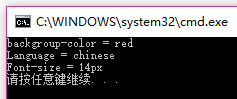 C:\WINDOWS\system32\cmd.exe
backgroup-color = red
Language = chinese
Font-size = 14px
请按任意键继续. . .